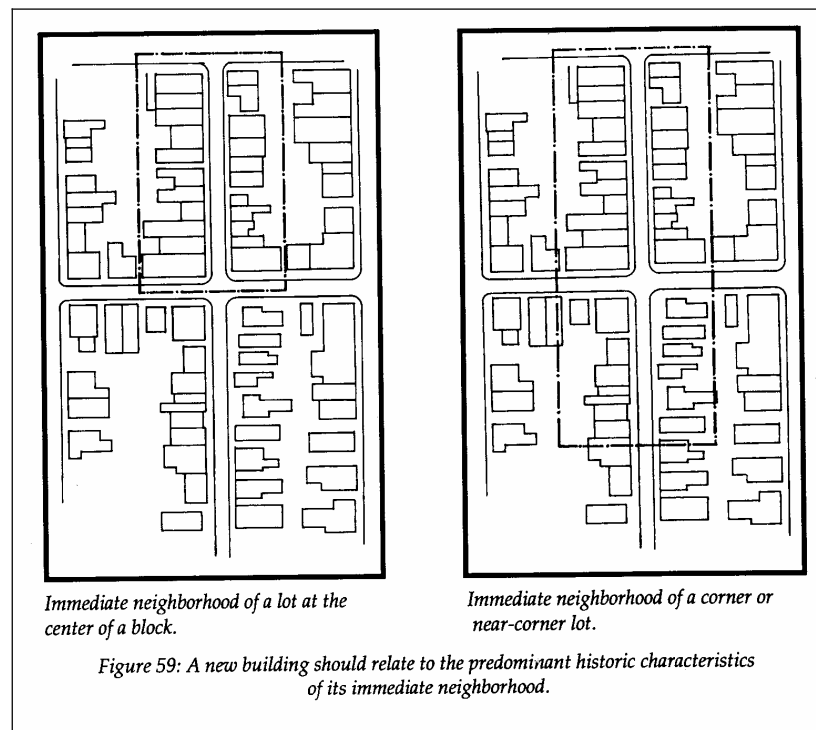 Immediate neighborhood of a lot at the
center of a block.
Immediate neighborhood of a corner or
near-corner lot.
Figure 59: A new building should relate to the predominant historic characteristics
of its immediate neighborhood.